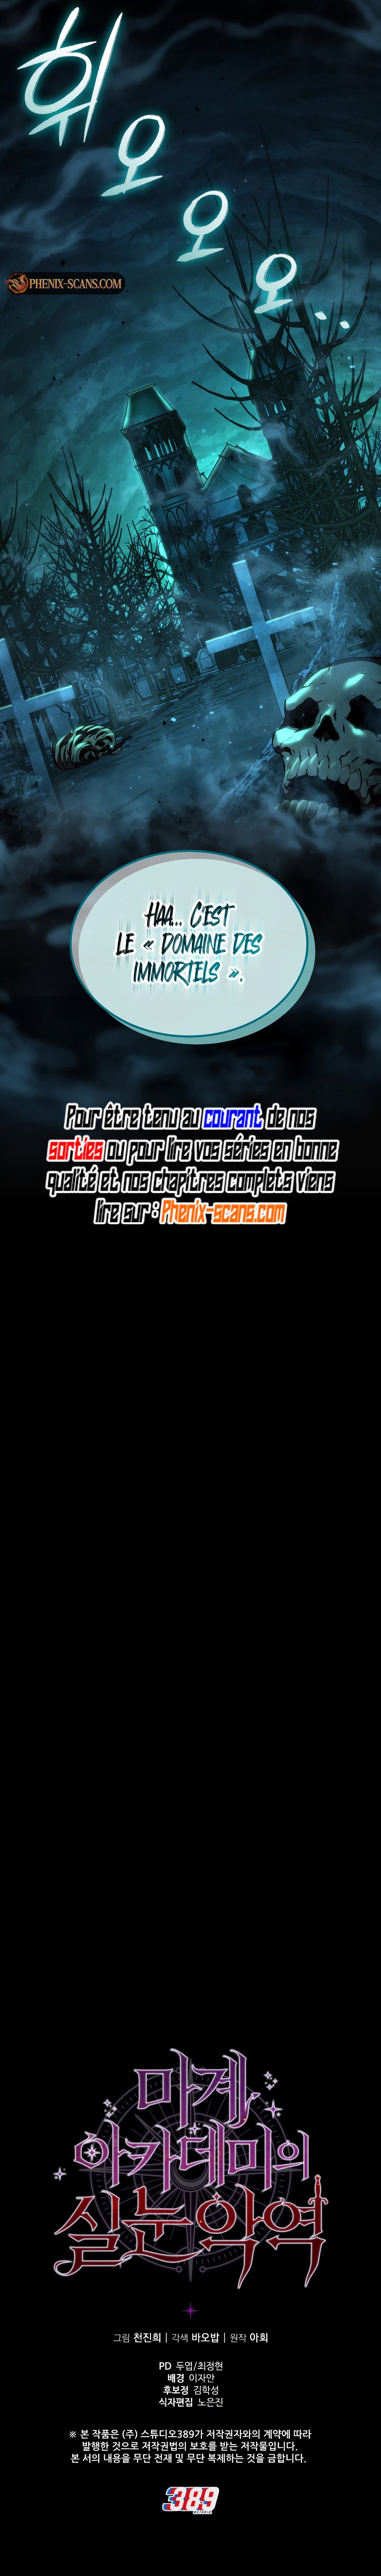 휘
오
오
오..
PHENIX-SCANS.COM
HAA... C'EST
LE « DOMAINE DES
IMMORTELS ».
Pour être tenu au courant de nos
sorties ou pour lire vos séries en bonne
qualité et nos chapitres complets viens
lire sur : Phenix-scans.com
마계
아카데미의
실눈악역
그림 천진희 | 각색 바오밥 | 원작 아회
PD 두엽/최정현
배경 이자안
후보정 김학성
식자편집 노은진
※ 본 작품은 (주) 스튜디오389가 저작권자와의 계약에 따라
발행한 것으로 저작권법의 보호를 받는 저작물입니다.
본 서의 내용을 무단 전재 및 무단 복제하는 것을 금합니다.
389